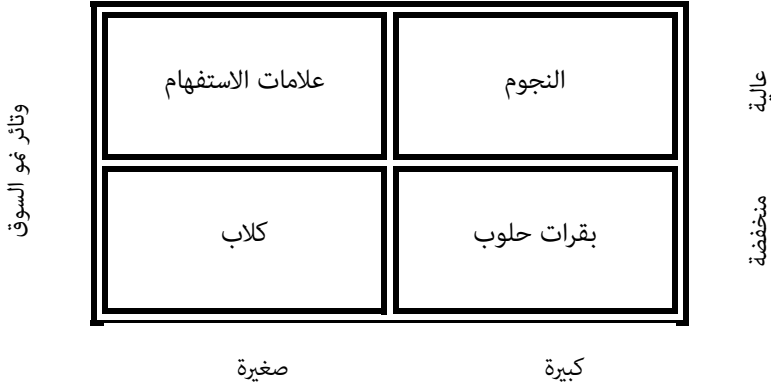 النجوم
علامات الاستفهام
بقرات حلوب
كلاب
عالية
منخفضة
وتائر نمو السوق
كبيرة
صغيرة